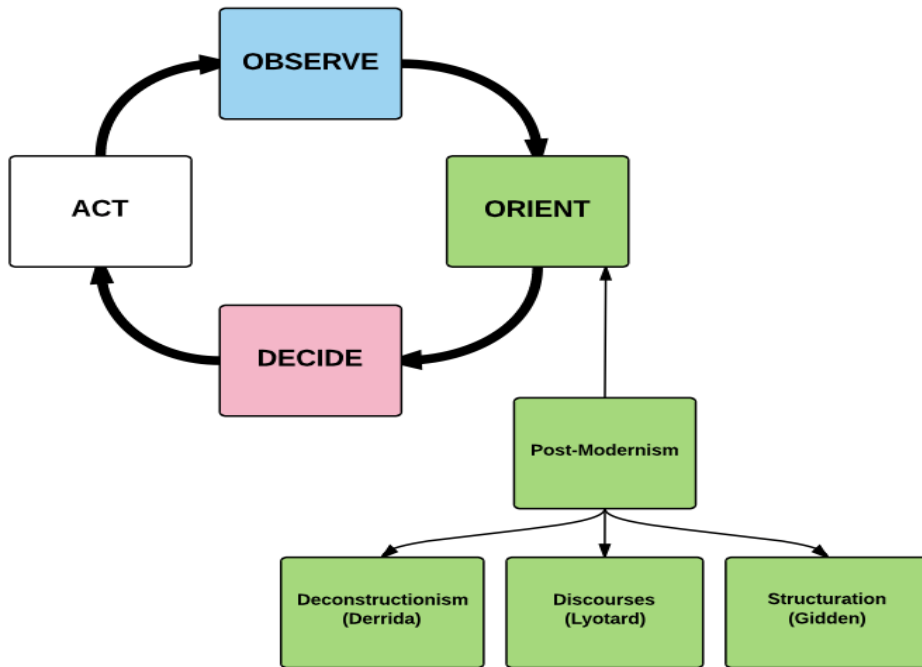 OBSERVE
ACT
ORIENT
DECIDE
Post-Modernism
Deconstructionism
(Derrida)
Discourses
(Lyotard)
Structuration
(Gidden)